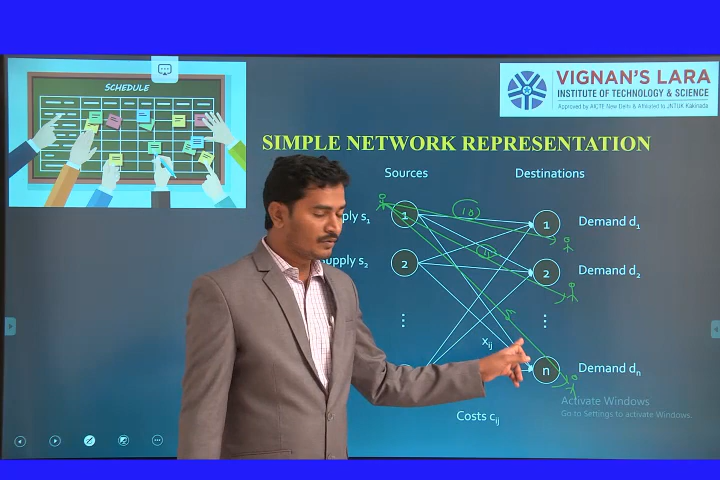 SCHEDULE
VIGNAN'S LARA
INSTITUTE OF TECHNOLOGY & SCIENCE
Approved by AICTE New Delhi & Affiliated to JNTUK Kakinada
SIMPLE NETWORK REPRESENTATION
Sources
Destinations
ply s1
1
10
1
Demand d1
upply s2
2
2
Demand d2
xij
n
Demand dn
Costs cij
Activate Windows
Go to Settings to activate Windows.